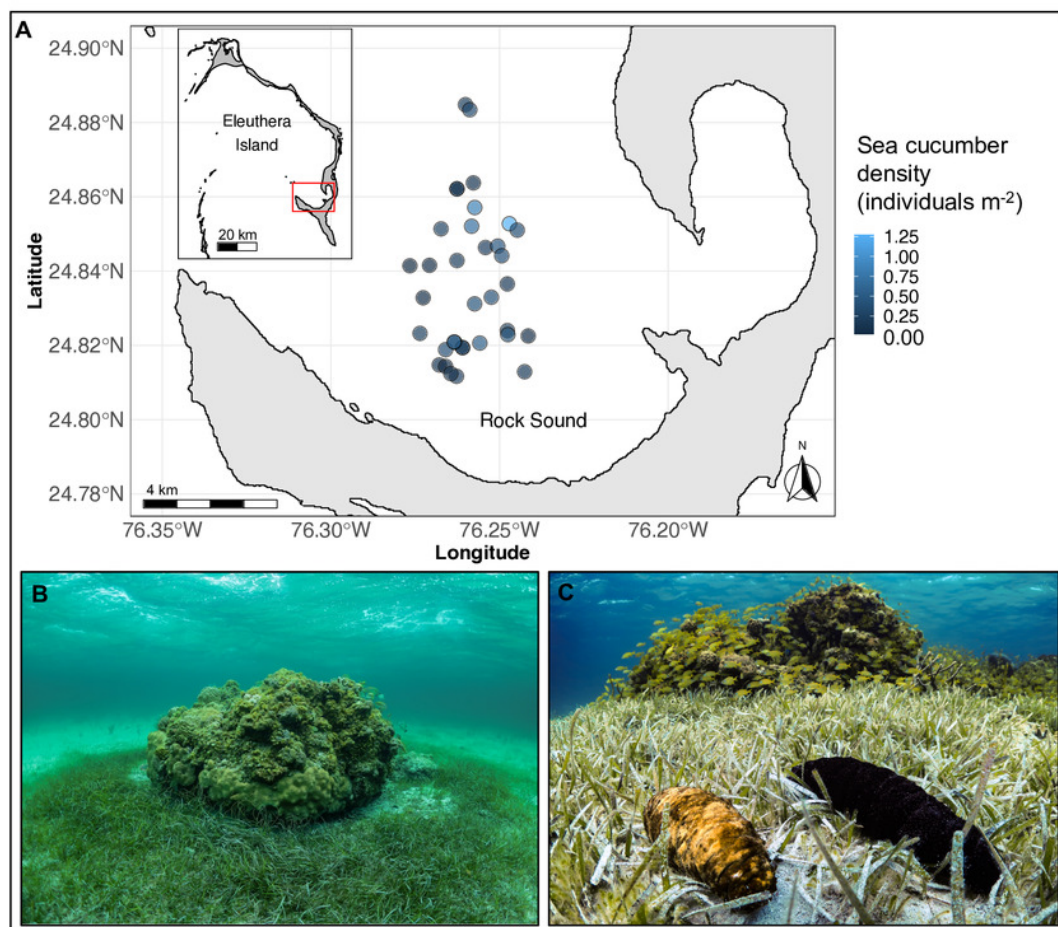 A
24.90°N
24.88°N
24.86°N
24.84°N
24.82°N
24.80°N
24.78°N
Latitude
Eleuthera
Island
20 km
Rock Sound
N
4 km
76.35°W
76.30°W
76.25°W
76.20°W
Longitude
Sea cucumber
density
(individuals m⁻²)
1.25
1.00
0.75
0.50
0.25
0.00
B
C